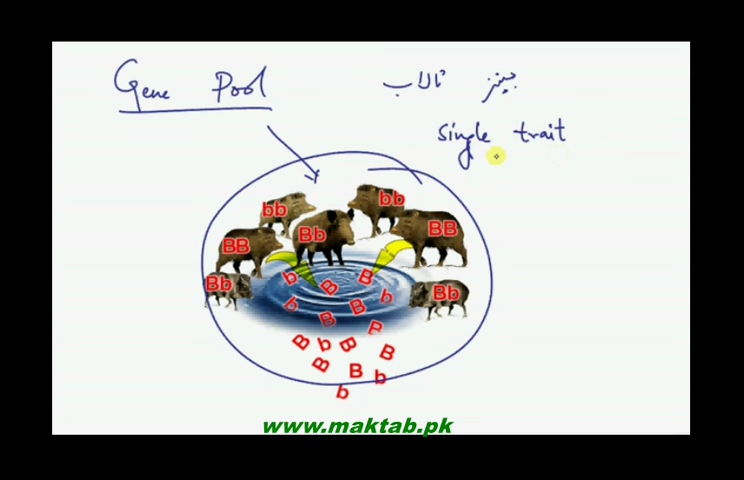 Gene Pool جینز تالاب
single trait
bb bb
Bb BB
BB
Bb Bb
b B B b
b B B
B
B b B B
B
B b
b
www.maktab.pk